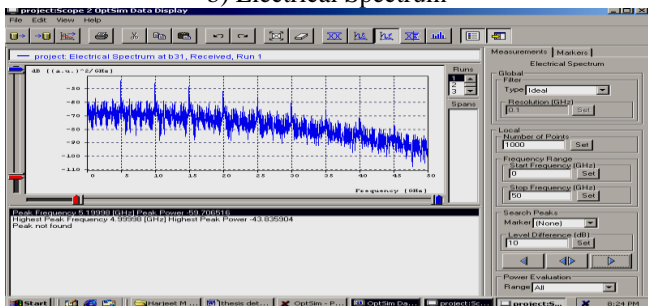 b) Electrical Spectrum
project:Scope 2 OptSim Data Display
File Edit View Help
project: Electrical Spectrum at b31, Received, Run 1
dB ((a.u.)^2/GHz)
-50
-60
-70
-80
-90
-100
-110
0 5 10 15 20 25 30 35 40 45 50
Frequency (GHz)
Runs
1
2
3
Spans
Peak Frequency 5.19998 [GHz] Peak Power -59.706516
Highest Peak Frequency 4.99998 [GHz] Highest Peak Power -43.835904
Peak not found
Measurements Markers
Electrical Spectrum
Global
Filter
Type Ideal
Resolution (GHz)
0.1 Set
Local
Number of Points
1000 Set
Frequency Range
Start Frequency (GHz)
0 Set
Stop Frequency (GHz)
50 Set
Search Peaks
Marker (None)
Level Difference (dB)
10 Set
Power Evaluation
Range All
Start Harjeet M... thesis det... OptSim - P... OptSim Da... project:Sc... project:S... 8:24 PM